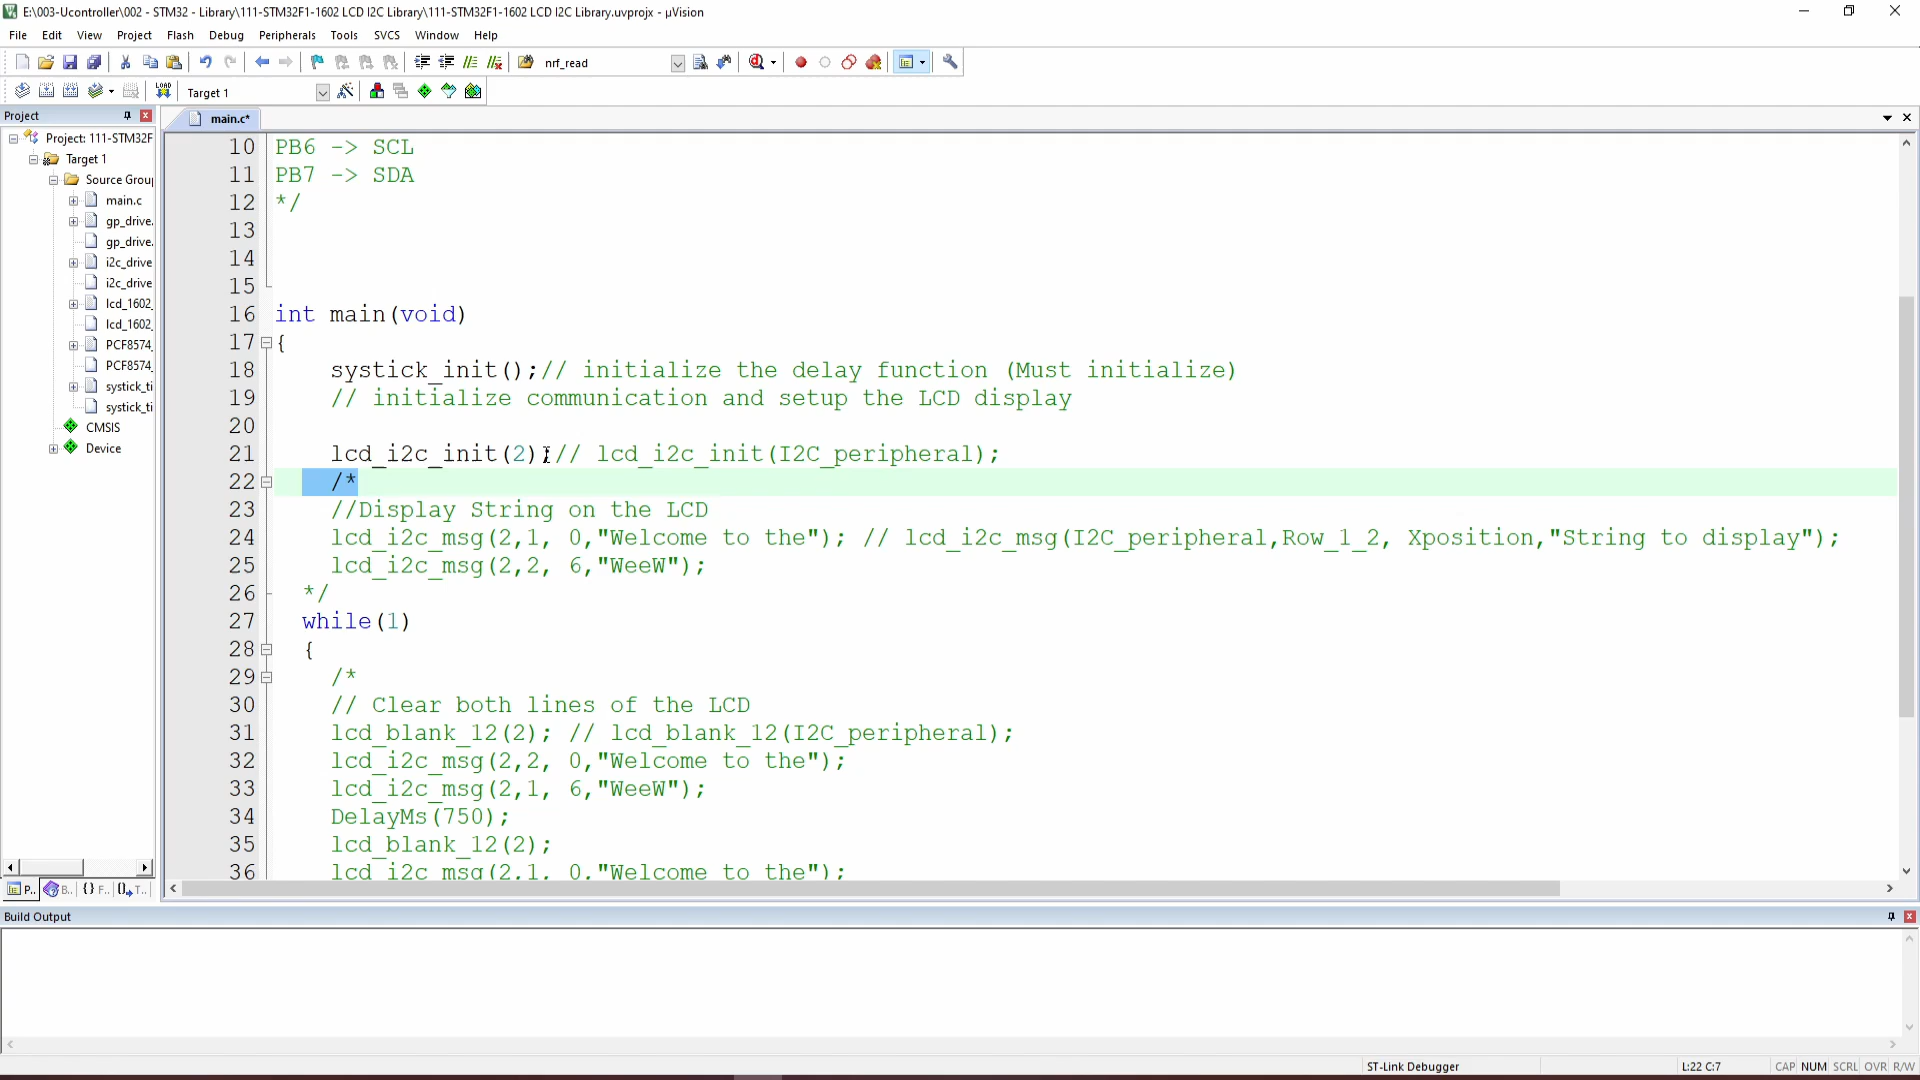 E:\003-Ucontroller\002 - STM32 - Library\111-STM32F1-1602 LCD I2C Library\111-STM32F1-1602 LCD I2C Library.uvprojx - µVision
File Edit View Project Flash Debug Peripherals Tools SVCS Window Help
nrf_read
LOAD Target 1
Project
main.c*
Project: 111-STM32F
Target 1
Source Grou
main.c
gp_drive.
gp_drive.
i2c_drive
i2c_drive
lcd_1602_
lcd_1602_
PCF8574_
PCF8574_
systick_ti
systick_ti
CMSIS
Device
10 PB6 -> SCL
11 PB7 -> SDA
12 */
13
14
15
16 int main(void)
17 {
18 systick_init();// initialize the delay function (Must initialize)
19 // initialize communication and setup the LCD display
20
21 lcd_i2c_init(2);// lcd_i2c_init(I2C_peripheral);
22 /*
23 //Display String on the LCD
24 lcd_i2c_msg(2,1, 0,"Welcome to the"); // lcd_i2c_msg(I2C_peripheral,Row_1_2, Xposition,"String to display");
25 lcd_i2c_msg(2,2, 6,"WeeW");
26 */
27 while(1)
28 {
29 /*
30 // Clear both lines of the LCD
31 lcd_blank_12(2); // lcd_blank_12(I2C_peripheral);
32 lcd_i2c_msg(2,2, 0,"Welcome to the");
33 lcd_i2c_msg(2,1, 6,"WeeW");
34 DelayMs(750);
35 lcd_blank_12(2);
36 lcd_i2c_msg(2,1, 0,"Welcome to the");
P.. B.. {} F.. T..
Build Output
ST-Link Debugger L:22 C:7 CAP NUM SCRL OVR R/W